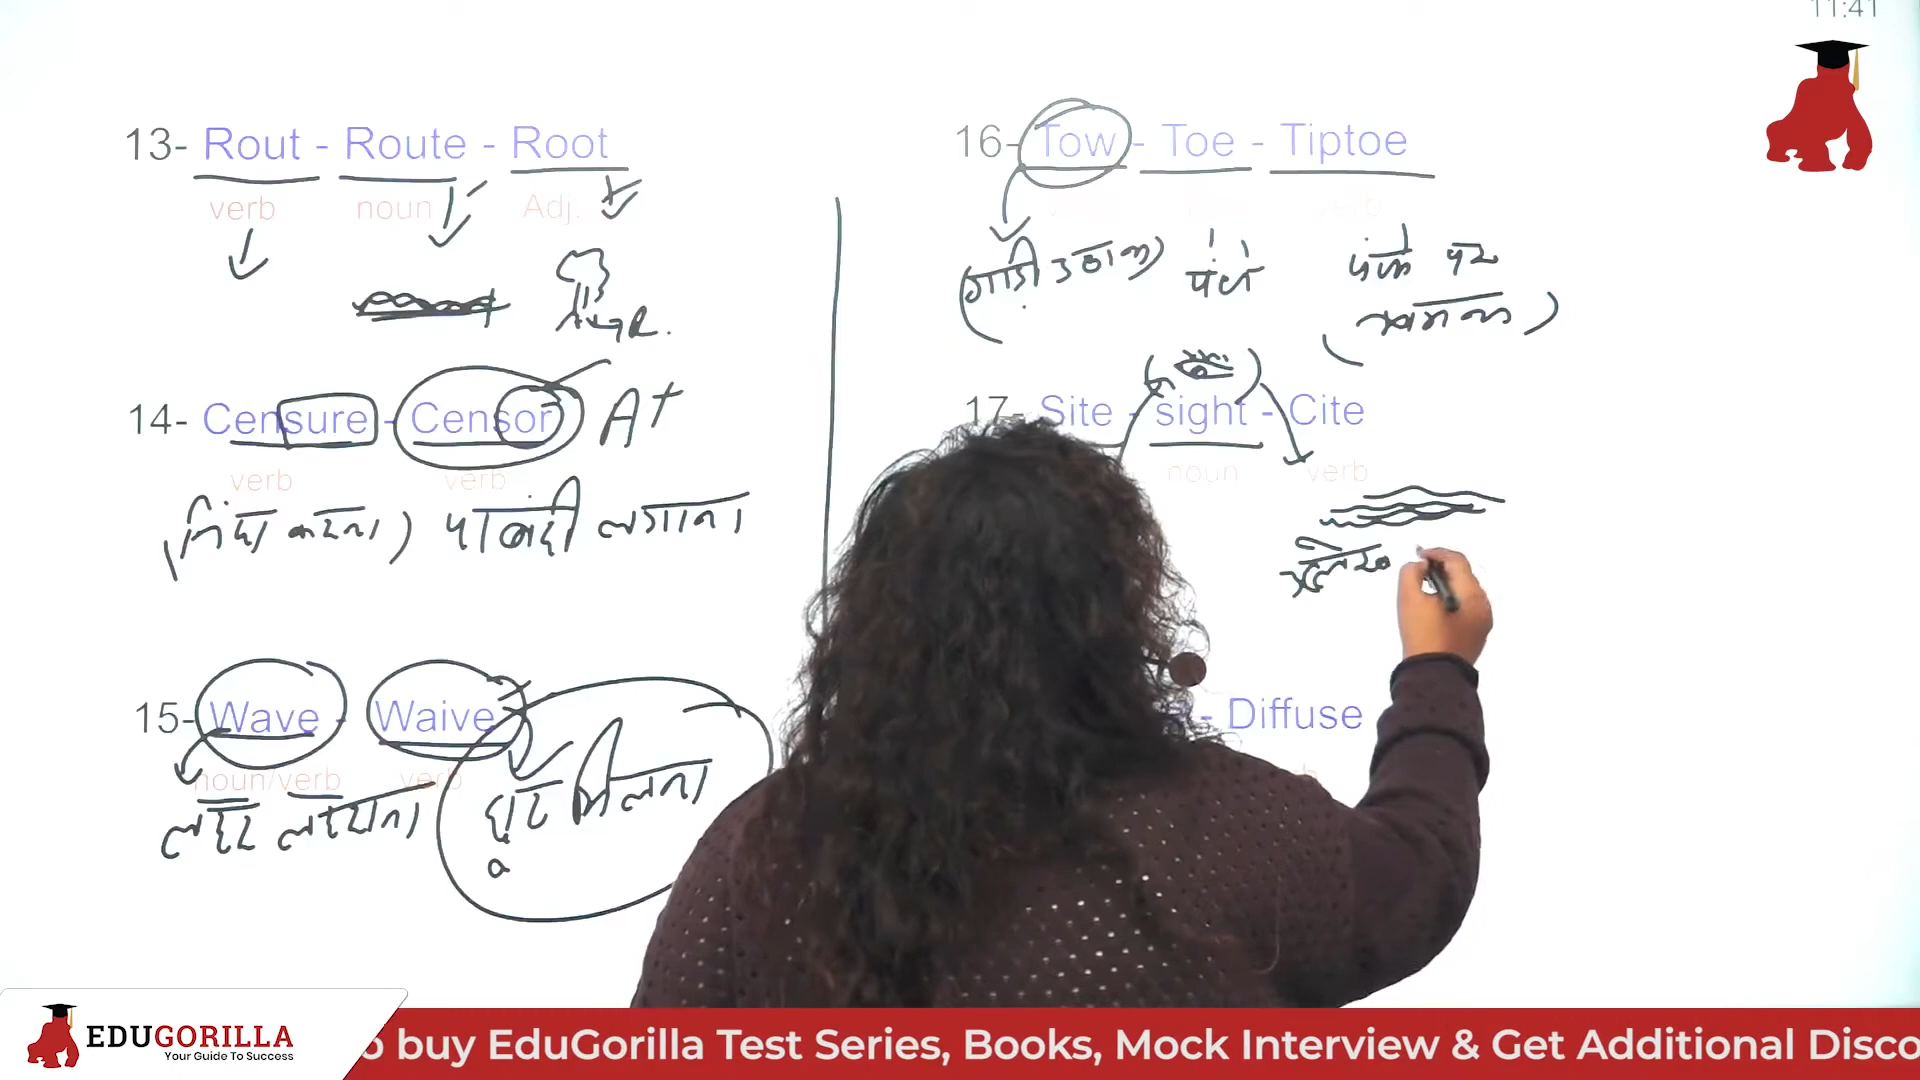 11:41
13- Rout - Route - Root
verb noun Adj.
14- Censure - Censor A+
verb verb
निंदा करना) पाबंदी लगाना
15- Wave - Waive
noun/verb verb
लहर लहराना छूट मिलना
16- Tow - Toe - Tiptoe
verb
(गाड़ी उठाना) पंजा पंजे पर
17- Site - sight - Cite
noun verb
- Diffuse
EDUGORILLA
Your Guide To Success
buy EduGorilla Test Series, Books, Mock Interview & Get Additional Disco